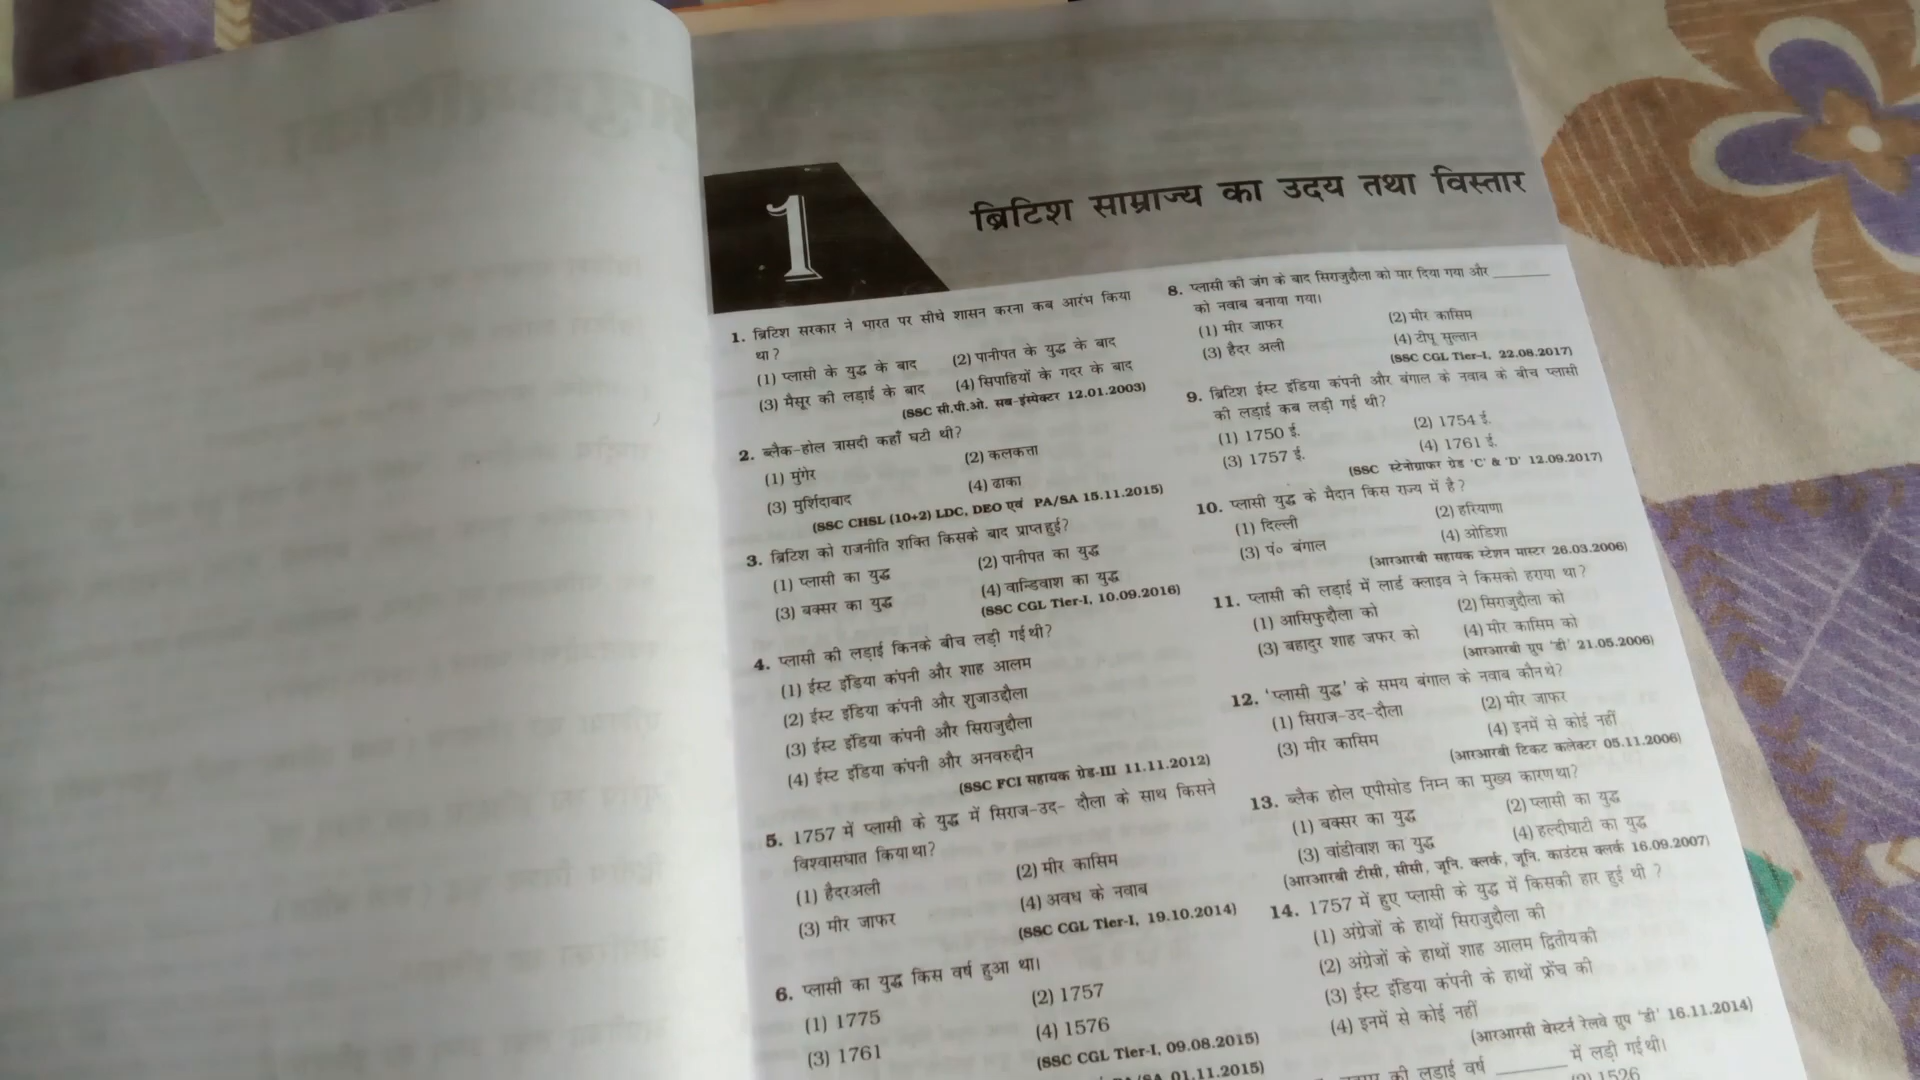 1
ब्रिटिश साम्राज्य का उदय तथा विस्तार
1. ब्रिटिश सरकार ने भारत पर सीधे शासन करना कब आरंभ किया
था?
(1) प्लासी के युद्ध के बाद (2) पानीपत के युद्ध के बाद
(3) मैसूर की लड़ाई के बाद (4) सिपाहियों के गदर के बाद
(SSC सी.पी.ओ. सब-इंस्पेक्टर 12.01.2003)
2. ब्लैक-होल त्रासदी कहाँ घटी थी?
(1) मुंगेर (2) कलकत्ता
(3) मुर्शिदाबाद (4) ढाका
(SSC CHSL (10+2) LDC, DEO एवं PA/SA 15.11.2015)
3. ब्रिटिश को राजनीति शक्ति किसके बाद प्राप्त हुई?
(1) प्लासी का युद्ध (2) पानीपत का युद्ध
(3) बक्सर का युद्ध (4) वान्डिवाश का युद्ध
(SSC CGL Tier-I, 10.09.2016)
4. प्लासी की लड़ाई किनके बीच लड़ी गई थी?
(1) ईस्ट इंडिया कंपनी और शाह आलम
(2) ईस्ट इंडिया कंपनी और शुजाउद्दौला
(3) ईस्ट इंडिया कंपनी और सिराजुद्दौला
(4) ईस्ट इंडिया कंपनी और अनवरुद्दीन
(SSC FCI सहायक ग्रेड-III 11.11.2012)
5. 1757 में प्लासी के युद्ध में सिराज-उद- दौला के साथ किसने
विश्वासघात किया था?
(1) हैदरअली (2) मीर कासिम
(3) मीर जाफर (4) अवध के नवाब
(SSC CGL Tier-I, 19.10.2014)
6. प्लासी का युद्ध किस वर्ष हुआ था।
(1) 1775 (2) 1757
(3) 1761 (4) 1576
(SSC CGL Tier-I, 09.08.2015)
PA/SA 01.11.2015)
8. प्लासी की जंग के बाद सिराजुद्दौला को मार दिया गया और ______
को नवाब बनाया गया।
(1) मीर जाफर (2) मीर कासिम
(3) हैदर अली (4) टीपू सुल्तान
(SSC CGL Tier-I, 22.08.2017)
9. ब्रिटिश ईस्ट इंडिया कंपनी और बंगाल के नवाब के बीच प्लासी
की लड़ाई कब लड़ी गई थी?
(1) 1750 ई. (2) 1754 ई.
(3) 1757 ई. (4) 1761 ई.
(SSC स्टेनोग्राफर ग्रेड 'C' & 'D' 12.09.2017)
10. प्लासी युद्ध के मैदान किस राज्य में है?
(1) दिल्ली (2) हरियाणा
(3) पं० बंगाल (4) ओडिशा
(आरआरबी सहायक स्टेशन मास्टर 26.03.2006)
11. प्लासी की लड़ाई में लार्ड क्लाइव ने किसको हराया था?
(1) आसिफुद्दौला को (2) सिराजुद्दौला को
(3) बहादुर शाह जफर को (4) मीर कासिम को
(आरआरबी ग्रुप 'डी' 21.05.2006)
12. 'प्लासी युद्ध' के समय बंगाल के नवाब कौन थे?
(1) सिराज-उद-दौला (2) मीर जाफर
(3) मीर कासिम (4) इनमें से कोई नहीं
(आरआरबी टिकट कलेक्टर 05.11.2006)
13. ब्लैक होल एपीसोड निम्न का मुख्य कारण था?
(1) बक्सर का युद्ध (2) प्लासी का युद्ध
(3) वांडीवाश का युद्ध (4) हल्दीघाटी का युद्ध
(आरआरबी टीसी, सीसी, जूनि. क्लर्क, जूनि. काउंटस क्लर्क 16.09.2007)
14. 1757 में हुए प्लासी के युद्ध में किसकी हार हुई थी ?
(1) अंग्रेजों के हाथों सिराजुद्दौला की
(2) अंग्रेजों के हाथों शाह आलम द्वितीय की
(3) ईस्ट इंडिया कंपनी के हाथों फ्रेंच की
(4) इनमें से कोई नहीं
(आरआरसी वेस्टर्न रेलवे ग्रुप 'डी' 16.11.2014)
की लड़ाई वर्ष ______ में लड़ी गई थी।
(2) 1526